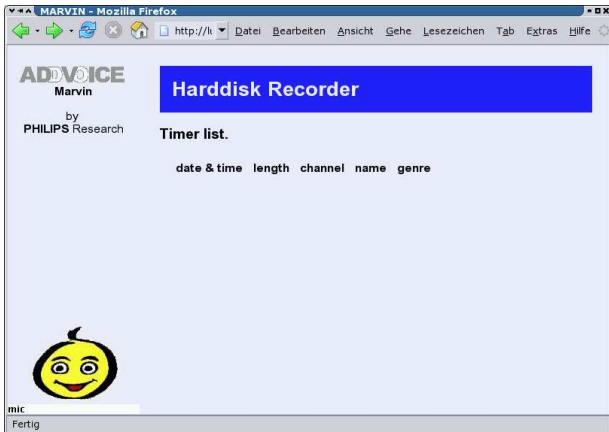 MARVIN - Mozilla Firefox
http://l Datei Bearbeiten Ansicht Gehe Lesezeichen Tab Extras Hilfe
ADVOICE
Marvin
by
PHILIPS Research
Harddisk Recorder
Timer list.
date & time length channel name genre
mic
Fertig